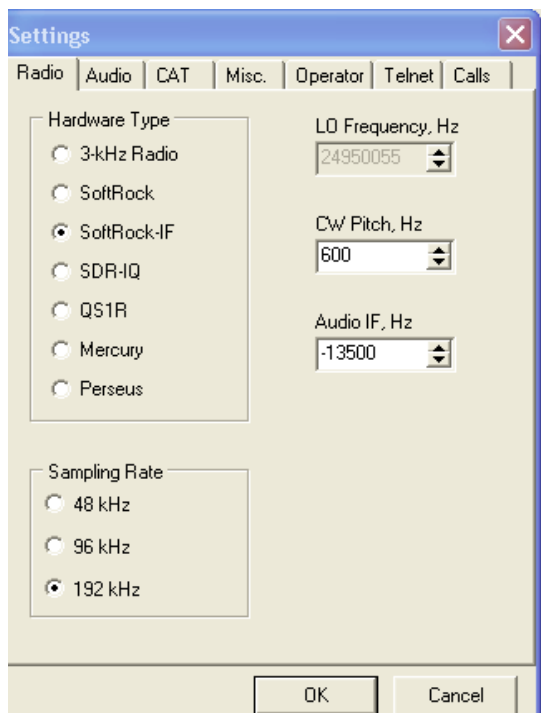 Settings
Radio Audio CAT Misc. Operator Telnet Calls
Hardware Type
3-kHz Radio
SoftRock
SoftRock-IF
SDR-IQ
QS1R
Mercury
Perseus
LO Frequency, Hz
24950055
CW Pitch, Hz
600
Audio IF, Hz
-13500
Sampling Rate
48 kHz
96 kHz
192 kHz
OK Cancel